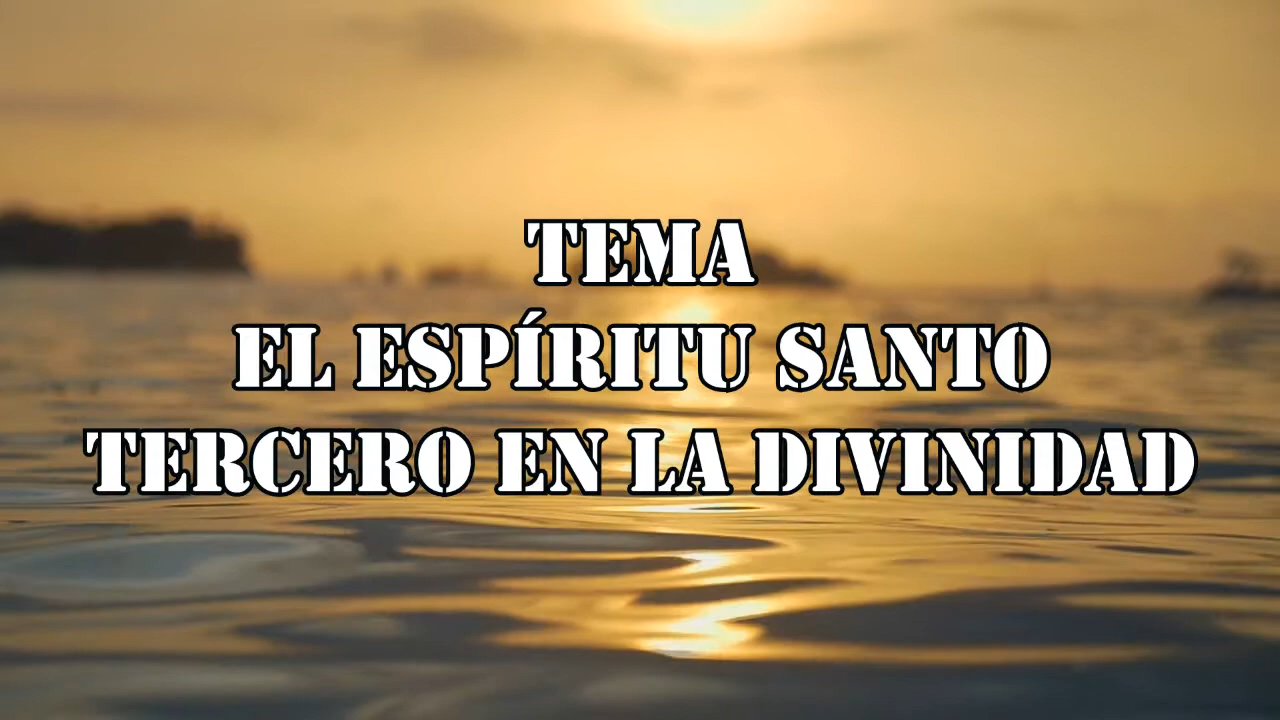 TEMA
EL ESPÍRITU SANTO
TERCERO EN LA DIVINIDAD